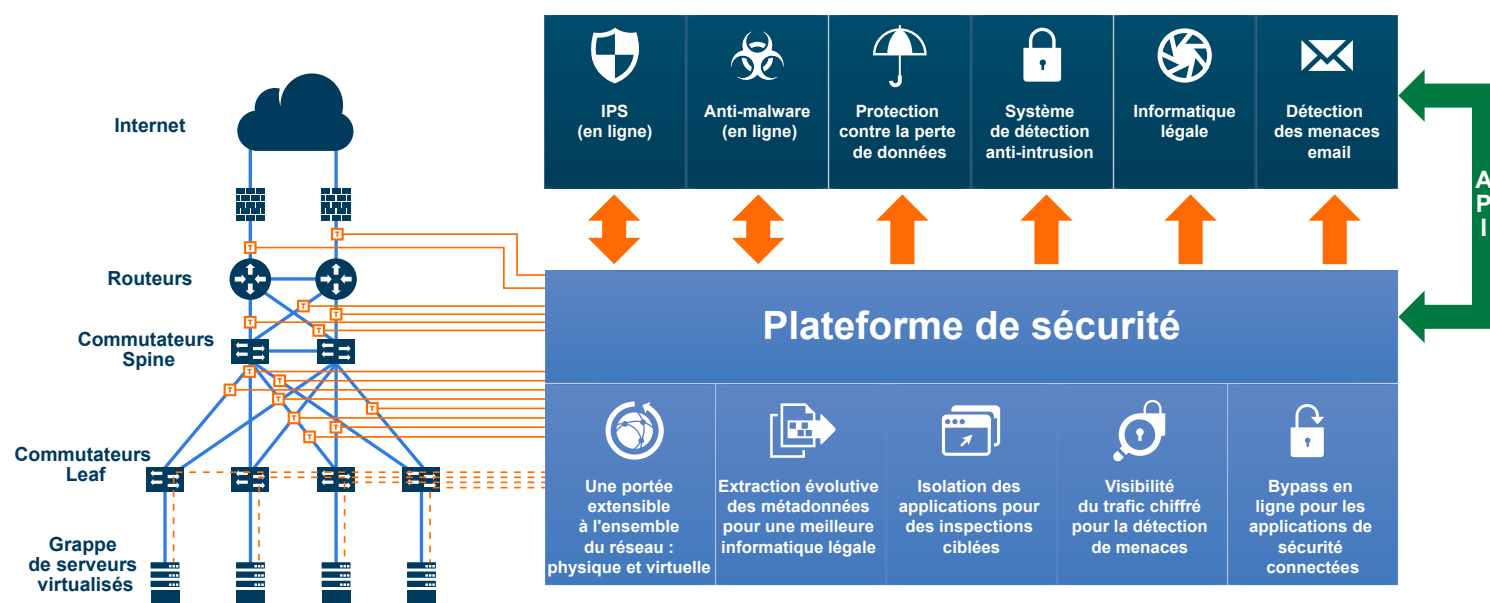 Internet
Routeurs
Commutateurs
Spine
Commutateurs
Leaf
Grappe
de serveurs
virtualisés
T
T
T
T
T
T
T
T
T
T
T
T
T
T
IPS
(en ligne)
Anti-malware
(en ligne)
Protection
contre la perte
de données
Système
de détection
anti-intrusion
Informatique
légale
Détection
des menaces
email
A
P
I
Plateforme de sécurité
Une portée
extensible
à l'ensemble
du réseau :
physique et virtuelle
Extraction évolutive
des métadonnées
pour une meilleure
informatique légale
Isolation des
applications pour
des inspections
ciblées
Visibilité
du trafic chiffré
pour la détection
de menaces
Bypass en
ligne pour les
applications de
sécurité
connectées